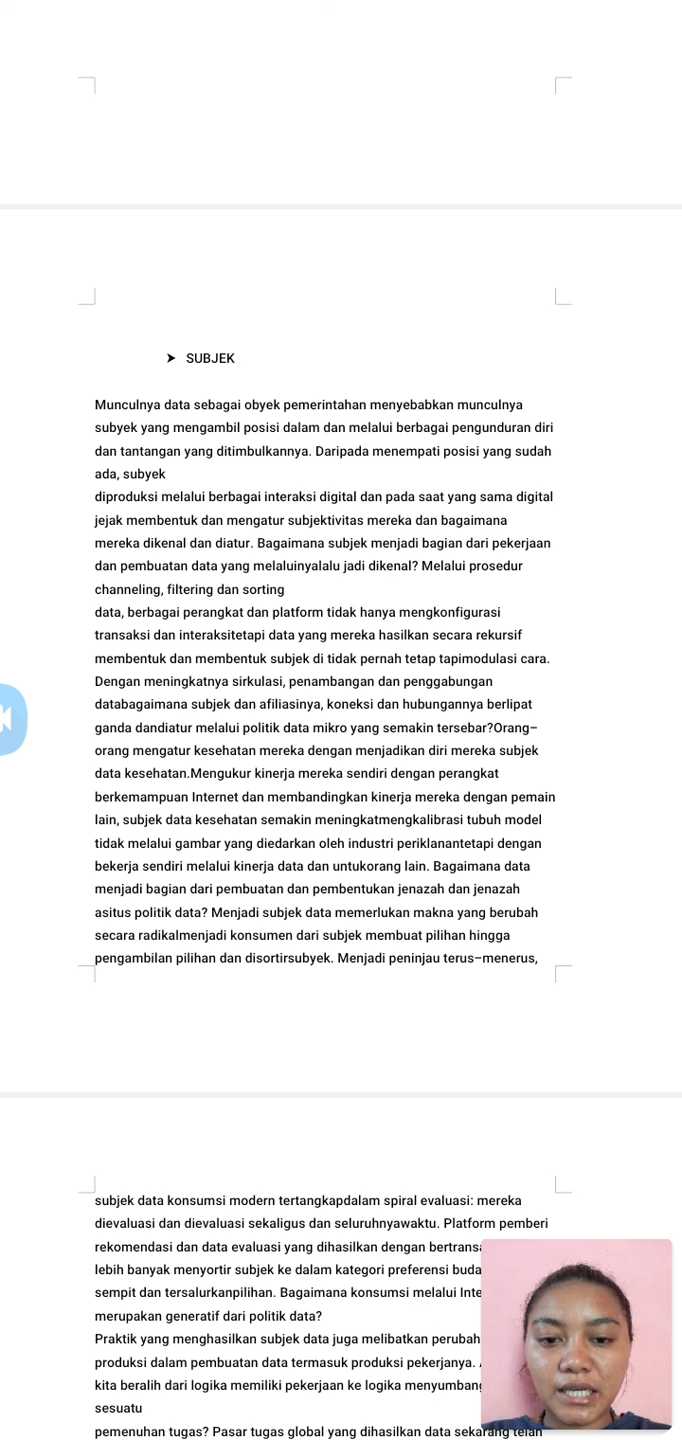 ➤ SUBJEK
Munculnya data sebagai obyek pemerintahan menyebabkan munculnya
subyek yang mengambil posisi dalam dan melalui berbagai pengunduran diri
dan tantangan yang ditimbulkannya. Daripada menempati posisi yang sudah
ada, subyek
diproduksi melalui berbagai interaksi digital dan pada saat yang sama digital
jejak membentuk dan mengatur subjektivitas mereka dan bagaimana
mereka dikenal dan diatur. Bagaimana subjek menjadi bagian dari pekerjaan
dan pembuatan data yang melaluinyalalu jadi dikenal? Melalui prosedur
channeling, filtering dan sorting
data, berbagai perangkat dan platform tidak hanya mengkonfigurasi
transaksi dan interaksitetapi data yang mereka hasilkan secara rekursif
membentuk dan membentuk subjek di tidak pernah tetap tapimodulasi cara.
Dengan meningkatnya sirkulasi, penambangan dan penggabungan
databagaimana subjek dan afiliasinya, koneksi dan hubungannya berlipat
ganda dandiatur melalui politik data mikro yang semakin tersebar?Orang–
orang mengatur kesehatan mereka dengan menjadikan diri mereka subjek
data kesehatan.Mengukur kinerja mereka sendiri dengan perangkat
berkemampuan Internet dan membandingkan kinerja mereka dengan pemain
lain, subjek data kesehatan semakin meningkatmengkalibrasi tubuh model
tidak melalui gambar yang diedarkan oleh industri periklanantetapi dengan
bekerja sendiri melalui kinerja data dan untukorang lain. Bagaimana data
menjadi bagian dari pembuatan dan pembentukan jenazah dan jenazah
asitus politik data? Menjadi subjek data memerlukan makna yang berubah
secara radikalmenjadi konsumen dari subjek membuat pilihan hingga
pengambilan pilihan dan disortirsubyek. Menjadi peninjau terus–menerus,
subjek data konsumsi modern tertangkapdalam spiral evaluasi: mereka
dievaluasi dan dievaluasi sekaligus dan seluruhnyawaktu. Platform pemberi
rekomendasi dan data evaluasi yang dihasilkan dengan
lebih banyak menyortir subjek ke dalam kategori preferensi
sempit dan tersalurkanpilihan. Bagaimana konsumsi melalui
merupakan generatif dari politik data?
Praktik yang menghasilkan subjek data juga melibatkan
produksi dalam pembuatan data termasuk produksi pekerjanya.
kita beralih dari logika memiliki pekerjaan ke logika
sesuatu
pemenuhan tugas? Pasar tugas global yang dihasilkan data sekarang telah